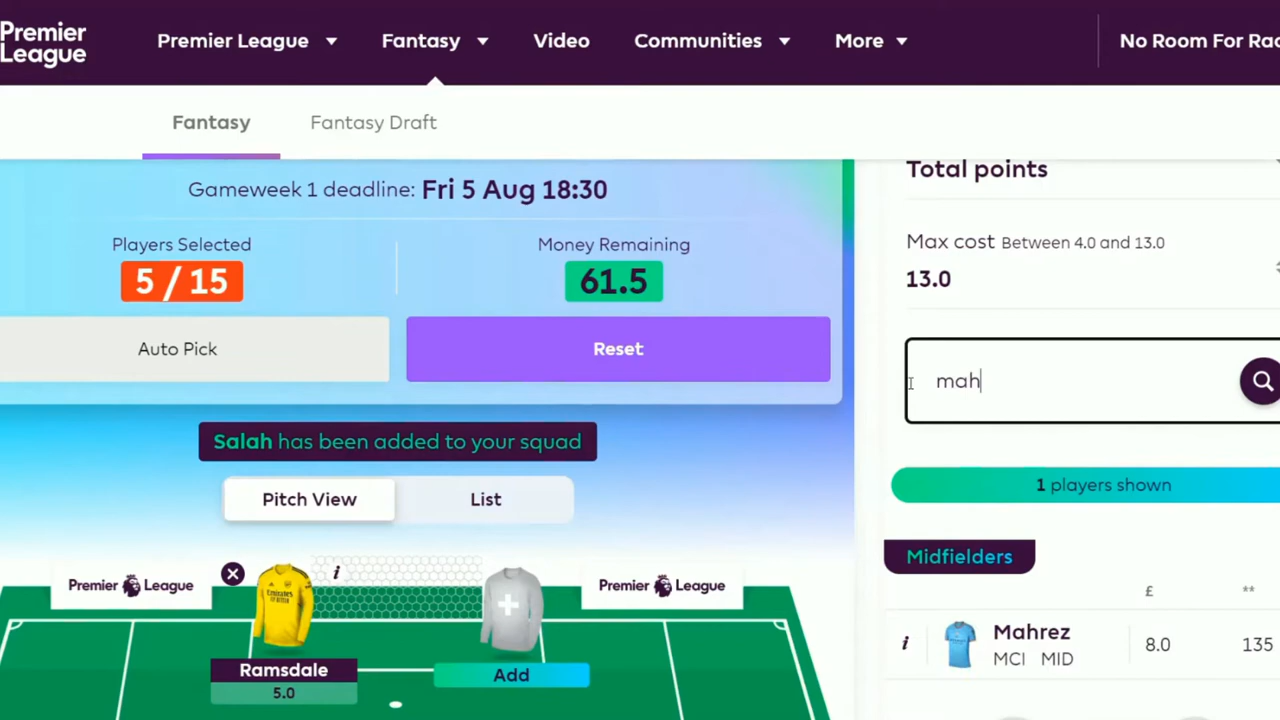 Premier
League
Premier League
Fantasy
Video
Communities
More
No Room For Rac
Fantasy
Fantasy Draft
Gameweek 1 deadline: Fri 5 Aug 18:30
Players Selected
5 / 15
Money Remaining
61.5
Auto Pick
Reset
Salah has been added to your squad
Pitch View
List
Premier League
Emirates
i
Premier League
Add
Ramsdale
5.0
Total points
Max cost Between 4.0 and 13.0
13.0
mah
1 players shown
Midfielders
£
**
i
Mahrez
MCI MID
8.0
135